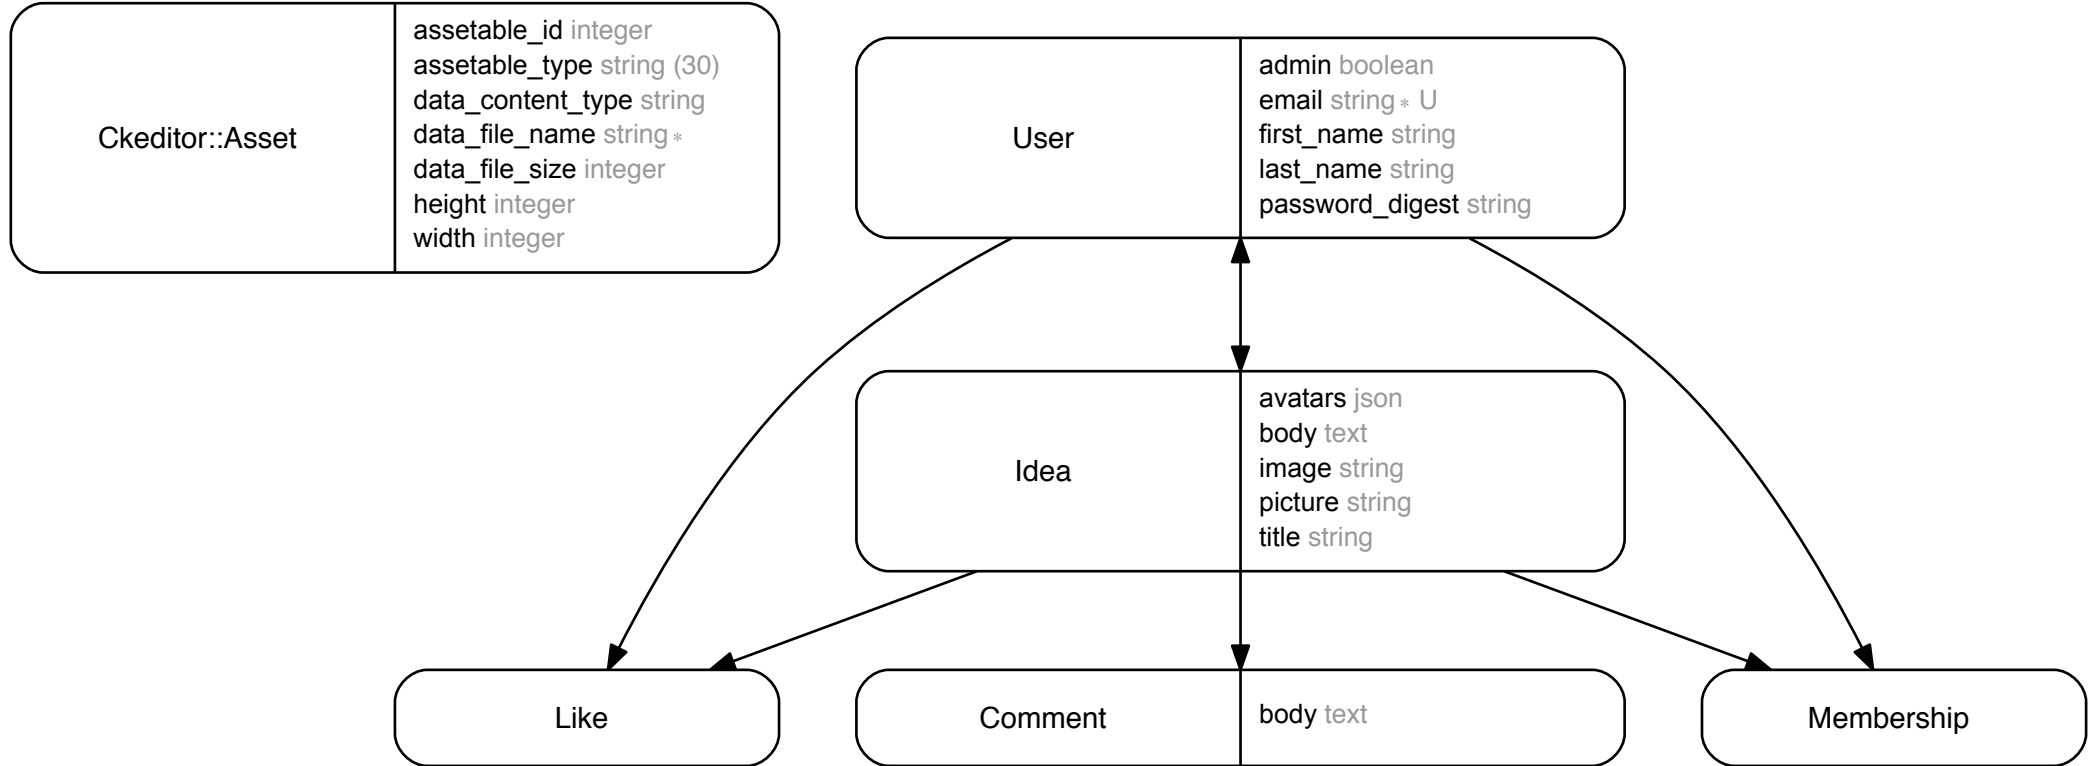 Ckeditor::Asset
assetable_id integer
assetable_type string (30)
data_content_type string
data_file_name string *
data_file_size integer
height integer
width integer
User
admin boolean
email string * U
first_name string
last_name string
password_digest string
Idea
avatars json
body text
image string
picture string
title string
Like
Comment
body text
Membership